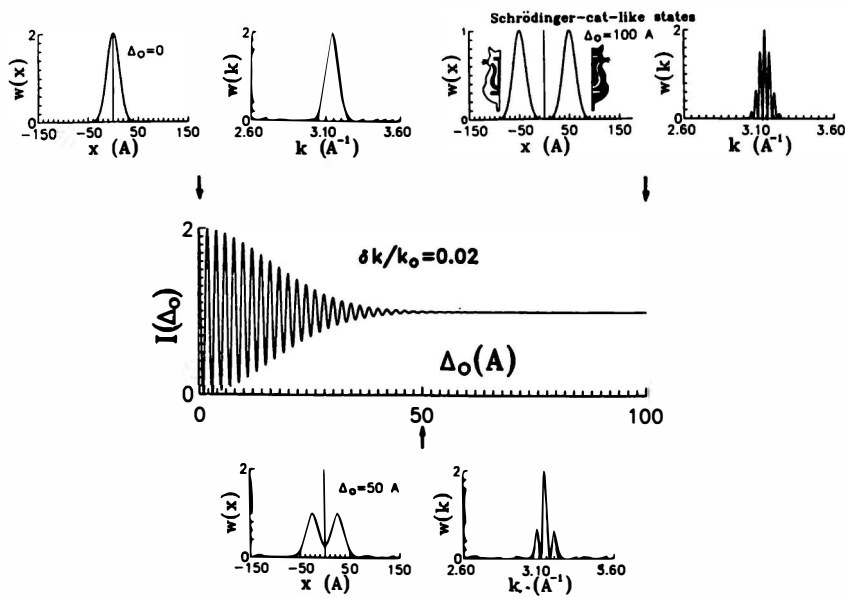 Schrödinger-cat-like states
2
w(x)
Δo=0
0
-150 -50 50 150
x (A)
2
w(k)
0
2.60 3.10 3.60
k (A⁻¹)
1
w(x)
Δo=100 A
0
-150 -50 50 150
x (A)
2
w(k)
0
2.60 3.10 3.60
k (A⁻¹)
2
I(Δo)
δk/ko=0.02
Δo(A)
0
0 50 100
2
w(x)
Δo=50 A
0
-150 -50 50 150
x (A)
2
w(k)
0
2.60 3.10 3.60
k (A⁻¹)